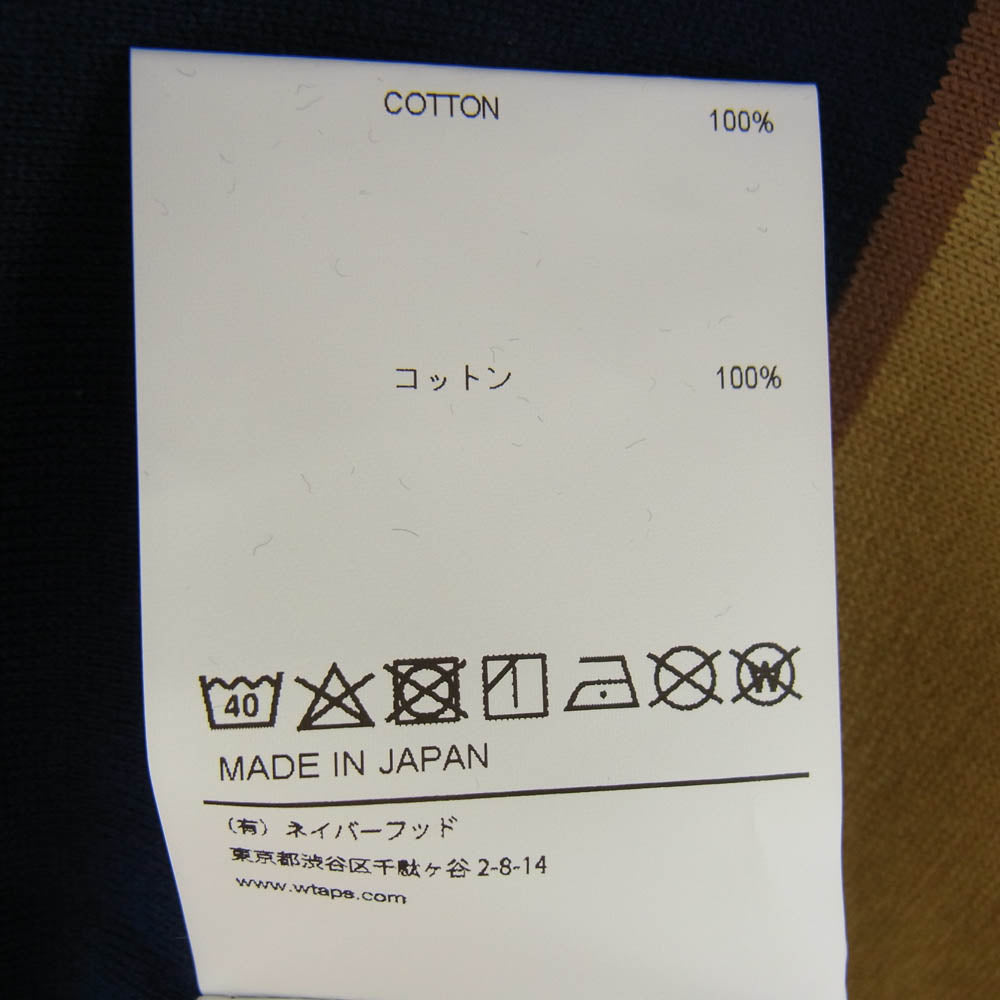 COTTON 100%
コットン 100%
40 W
MADE IN JAPAN
(有) ネイバーフッド
東京都渋谷区千駄ヶ谷 2-8-14
www.wtaps.com